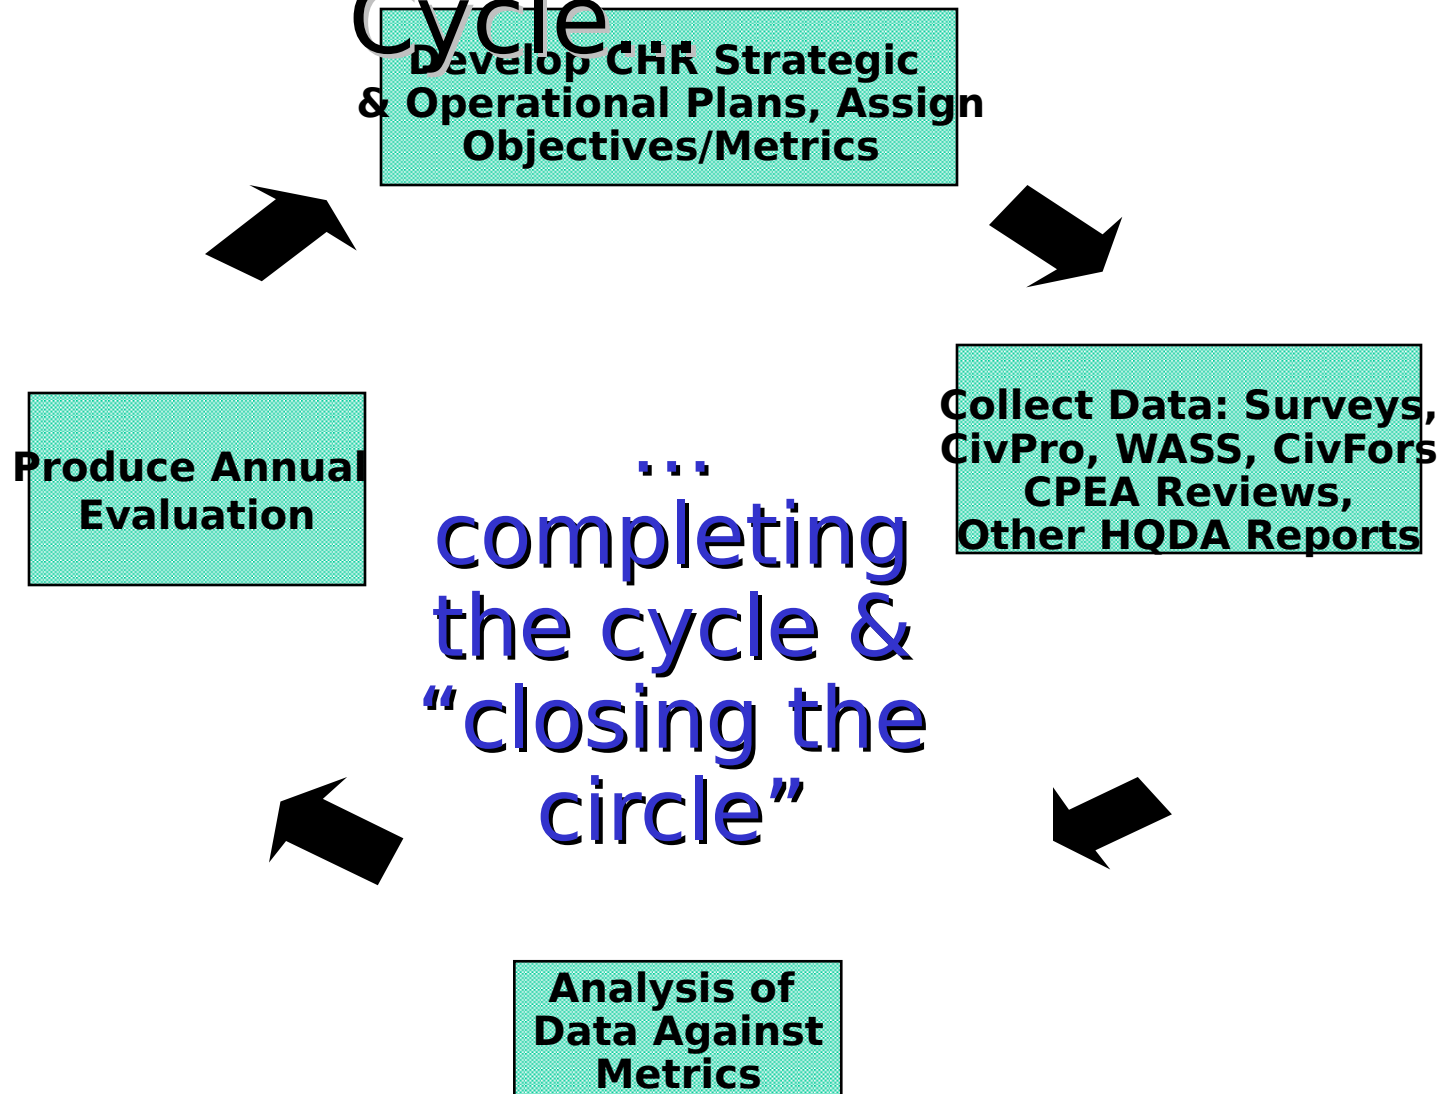 Cycle...
Develop CHR Strategic
& Operational Plans, Assign
Objectives/Metrics
Collect Data: Surveys,
CivPro, WASS, CivFors
CPEA Reviews,
Other HQDA Reports
Produce Annual
Evaluation
...
completing
the cycle &
“closing the
circle”
Analysis of
Data Against
Metrics